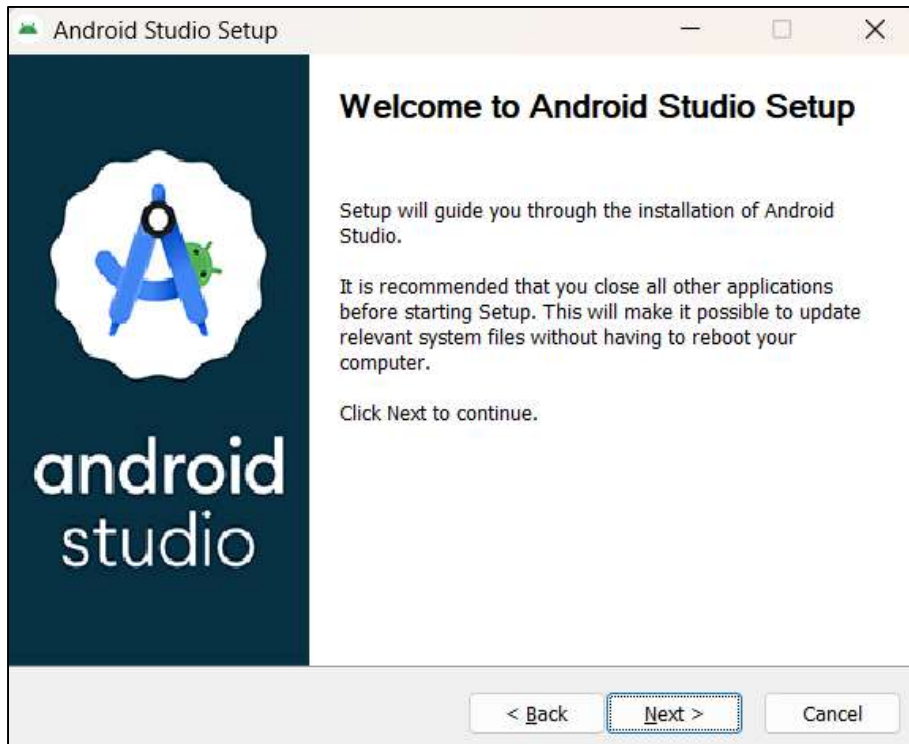 Android Studio Setup
Welcome to Android Studio Setup
Setup will guide you through the installation of Android
Studio.
It is recommended that you close all other applications
before starting Setup. This will make it possible to update
relevant system files without having to reboot your
computer.
Click Next to continue.
android
studio
< Back
Next >
Cancel